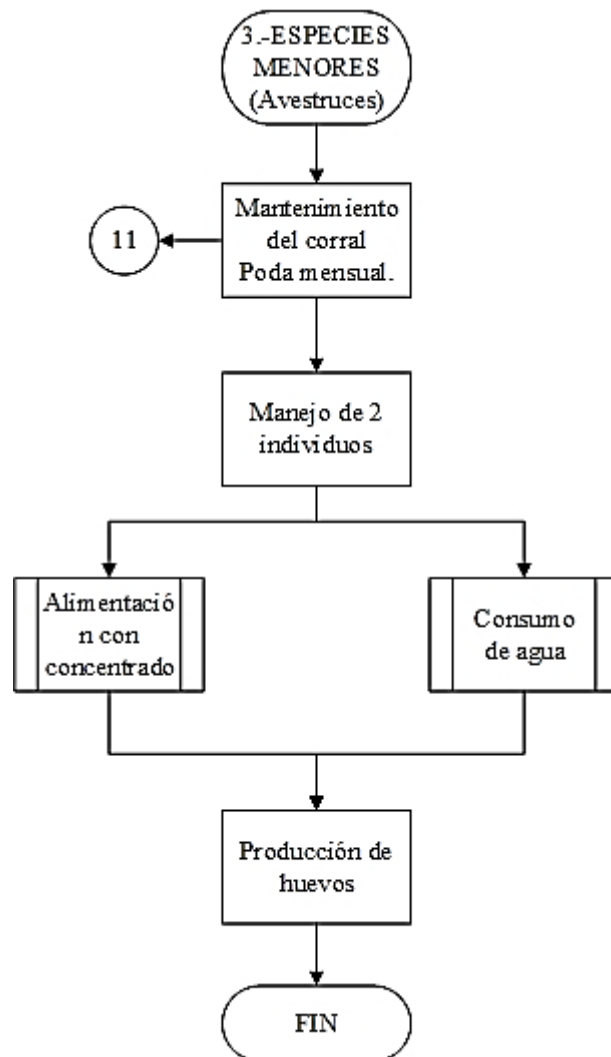 3.-ESPECIES
MENORES
(Avestruces)
Mantenimiento
del corral
Poda mensual.
11
Manejo de 2
individuos
Alimentació
n con
concentrado
Consumo
de agua
Producción de
huevos
FIN